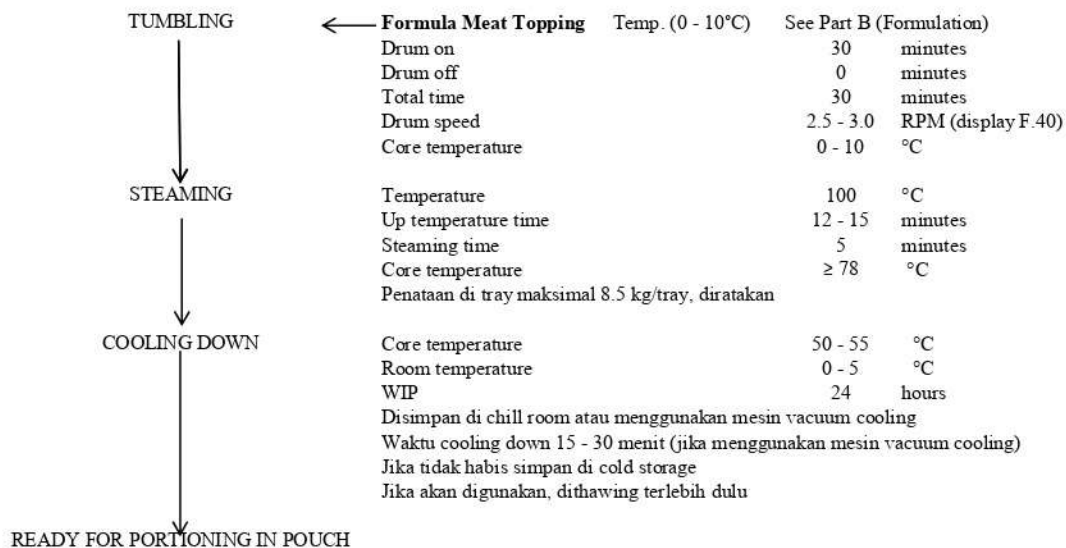 TUMBLING Formula Meat Topping Temp. (0 - 10°C) See Part B (Formulation)
Drum on 30 minutes
Drum off 0 minutes
Total time 30 minutes
Drum speed 2.5 - 3.0 RPM (display F.40)
Core temperature 0 - 10 °C
STEAMING Temperature 100 °C
Up temperature time 12 - 15 minutes
Steaming time 5 minutes
Core temperature ≥ 78 °C
Penataan di tray maksimal 8.5 kg/tray, diratakan
COOLING DOWN Core temperature 50 - 55 °C
Room temperature 0 - 5 °C
WIP 24 hours
Disimpan di chill room atau menggunakan mesin vacuum cooling
Waktu cooling down 15 - 30 menit (jika menggunakan mesin vacuum cooling)
Jika tidak habis simpan di cold storage
Jika akan digunakan, dithawing terlebih dulu
READY FOR PORTIONING IN POUCH